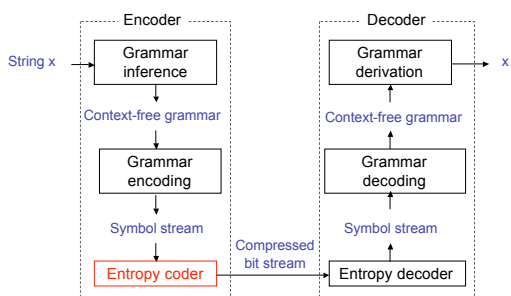 Encoder
String x
Grammar
inference
Context-free grammar
Grammar
encoding
Symbol stream
Entropy coder
Compressed
bit stream
Decoder
Grammar
derivation
x
Context-free grammar
Grammar
decoding
Symbol stream
Entropy decoder